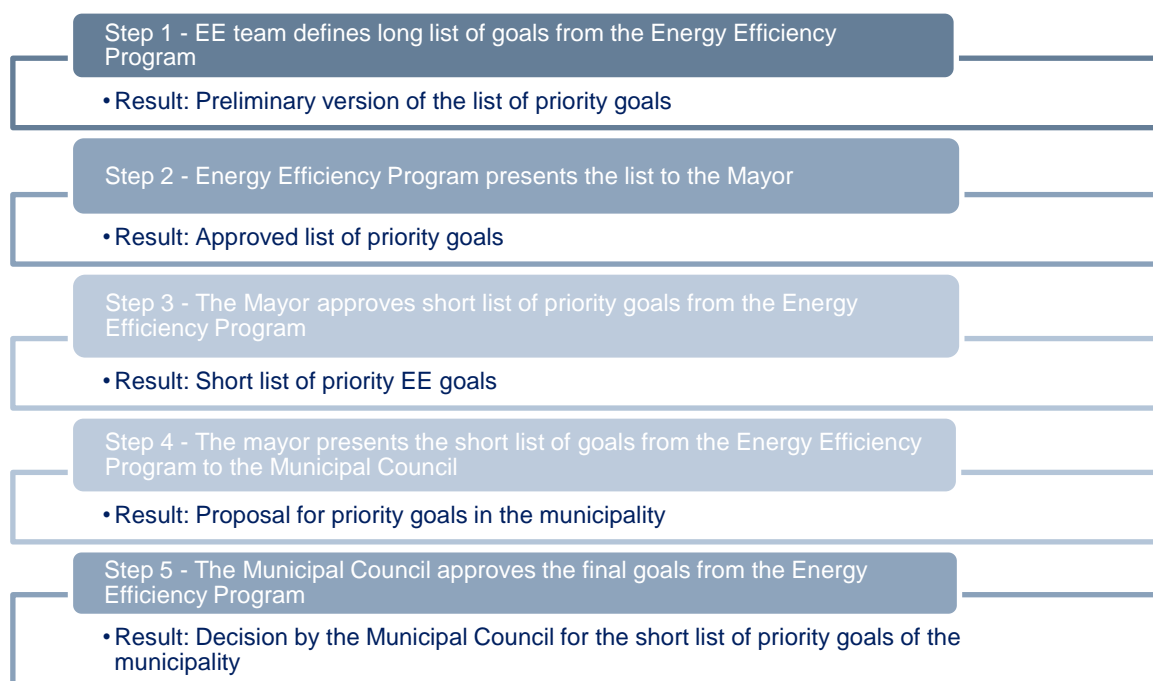 Step 1 - EE team defines long list of goals from the Energy Efficiency
Program
• Result: Preliminary version of the list of priority goals
Step 2 - Energy Efficiency Program presents the list to the Mayor
• Result: Approved list of priority goals
Step 3 - The Mayor approves short list of priority goals from the Energy
Efficiency Program
• Result: Short list of priority EE goals
Step 4 - The mayor presents the short list of goals from the Energy Efficiency
Program to the Municipal Council
• Result: Proposal for priority goals in the municipality
Step 5 - The Municipal Council approves the final goals from the Energy
Efficiency Program
• Result: Decision by the Municipal Council for the short list of priority goals of the
municipality